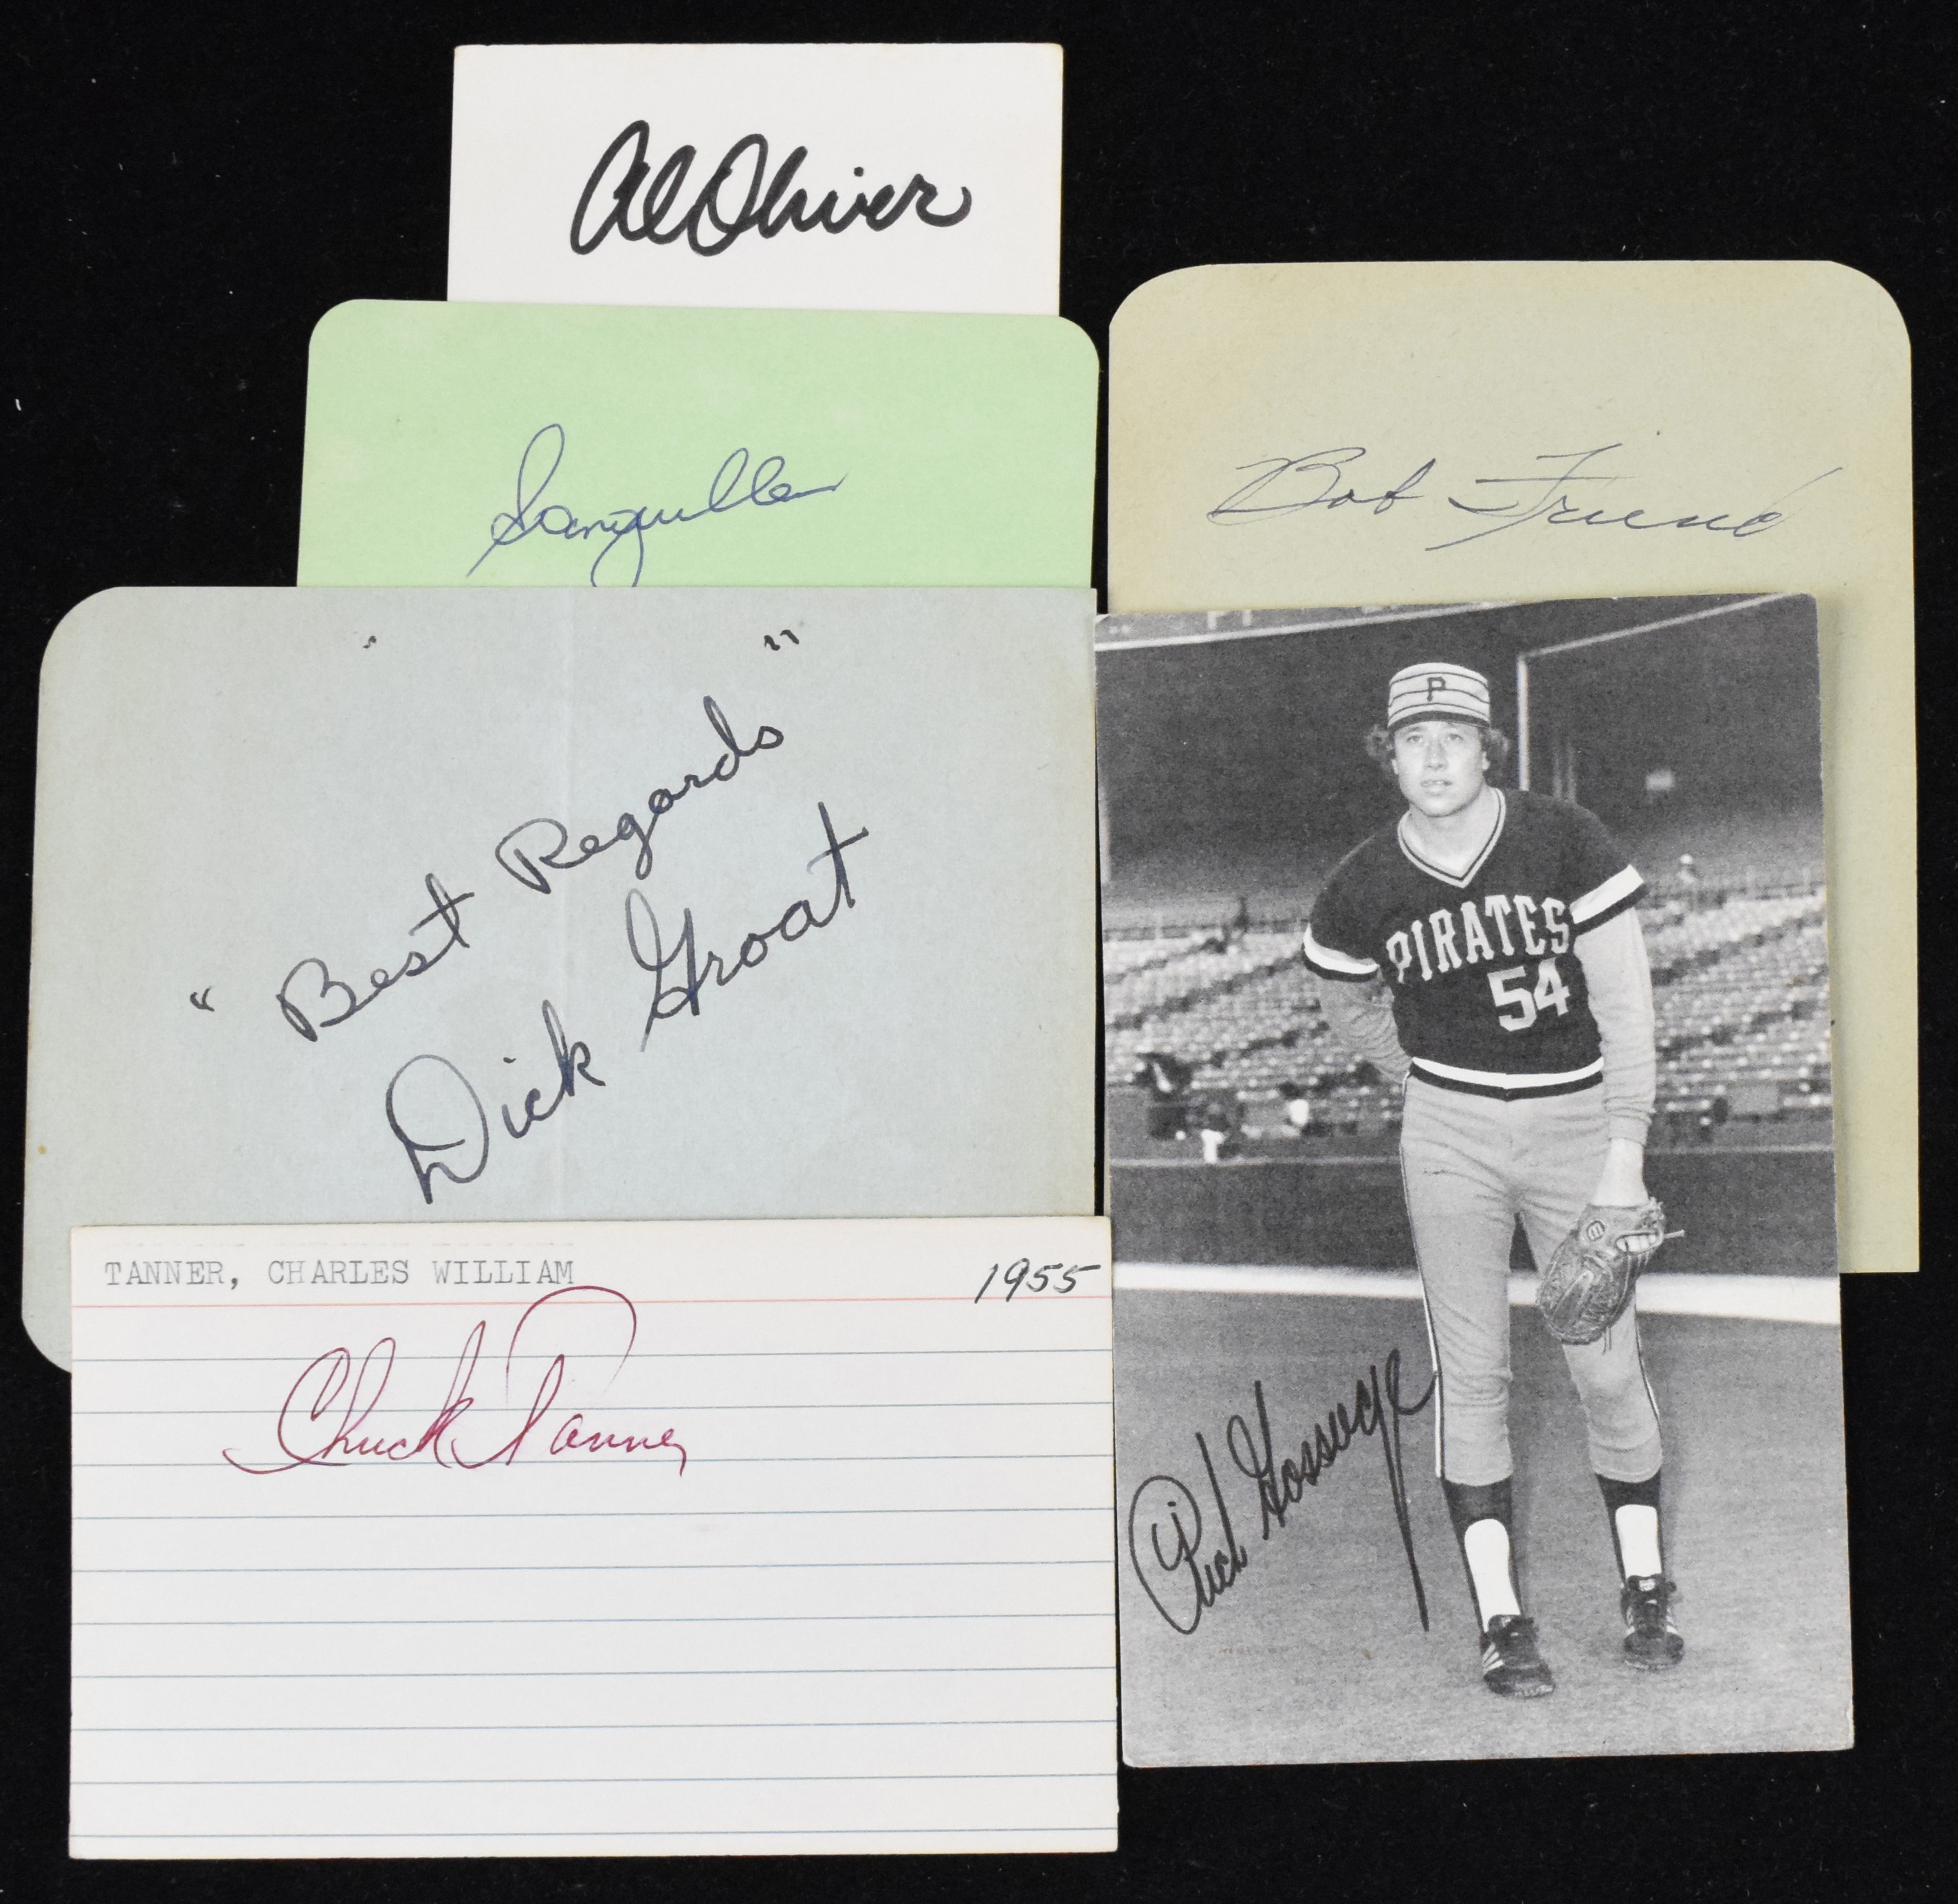 Al Oliver
Sanguillen
Bob Friend
"Best Regards"
Dick Groat
P
PIRATES
54
TANNER, CHARLES WILLIAM
1955
Chuck Tanner
Rich Gossage